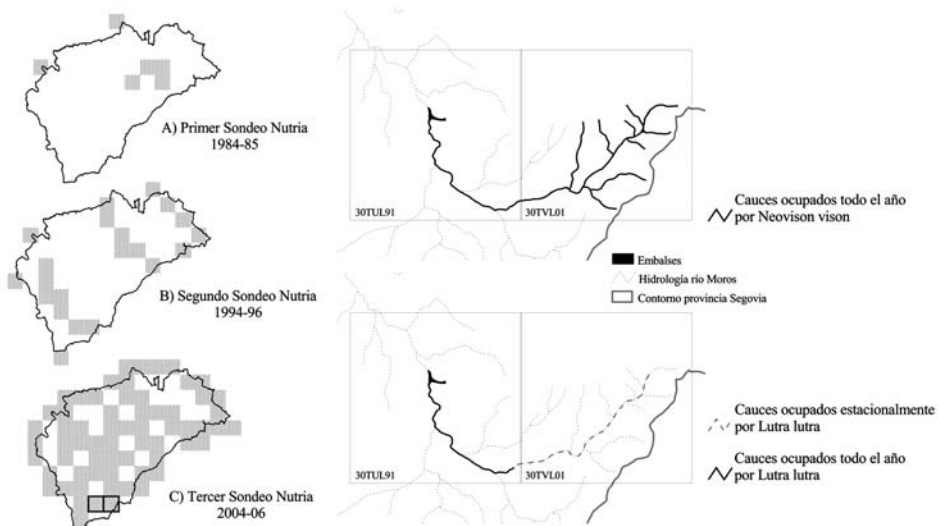 A) Primer Sondeo Nutria
1984-85
B) Segundo Sondeo Nutria
1994-96
C) Tercer Sondeo Nutria
2004-06
30TUL91
30TVL01
Cauces ocupados todo el año
por Neovison vison
Embalses
Hidrología río Moros
Contorno provincia Segovia
30TUL91
30TVL01
Cauces ocupados estacionalmente
por Lutra lutra
Cauces ocupados todo el año
por Lutra lutra